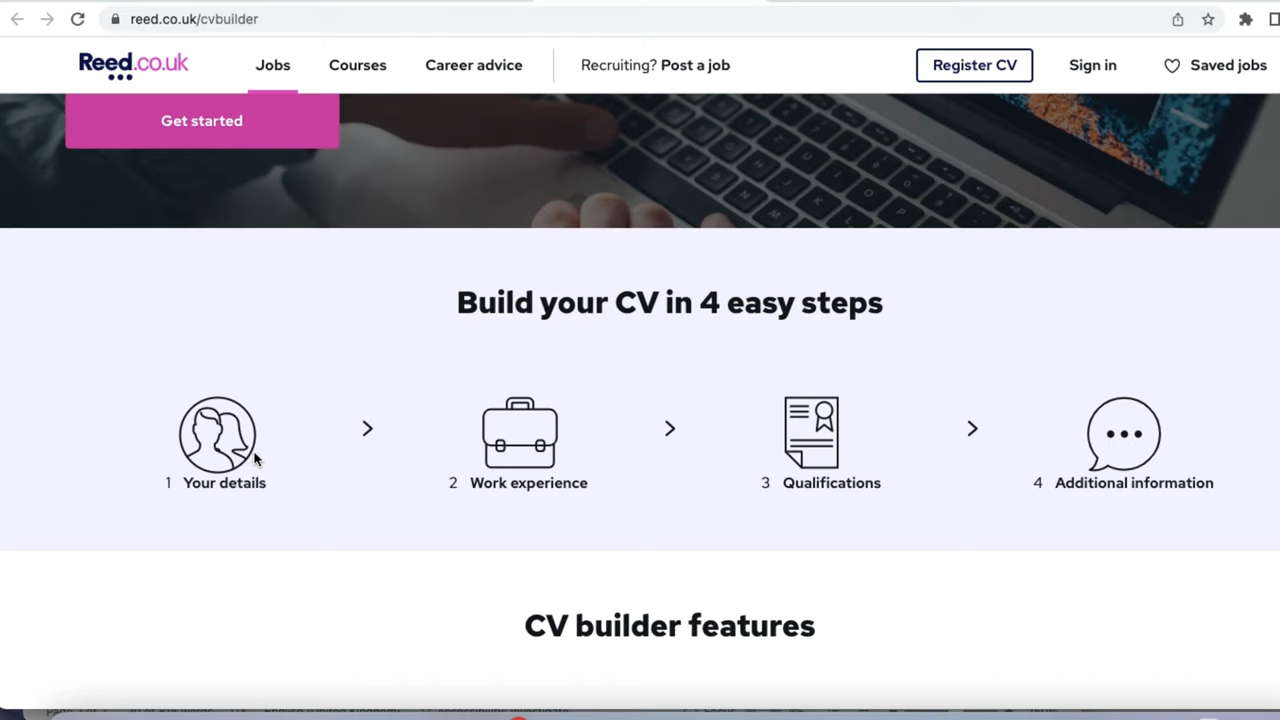 reed.co.uk/cvbuilder
Reed.co.uk Jobs Courses Career advice Recruiting? Post a job Register CV Sign in Saved jobs
Get started
Build your CV in 4 easy steps
1 Your details 2 Work experience 3 Qualifications 4 Additional information
CV builder features